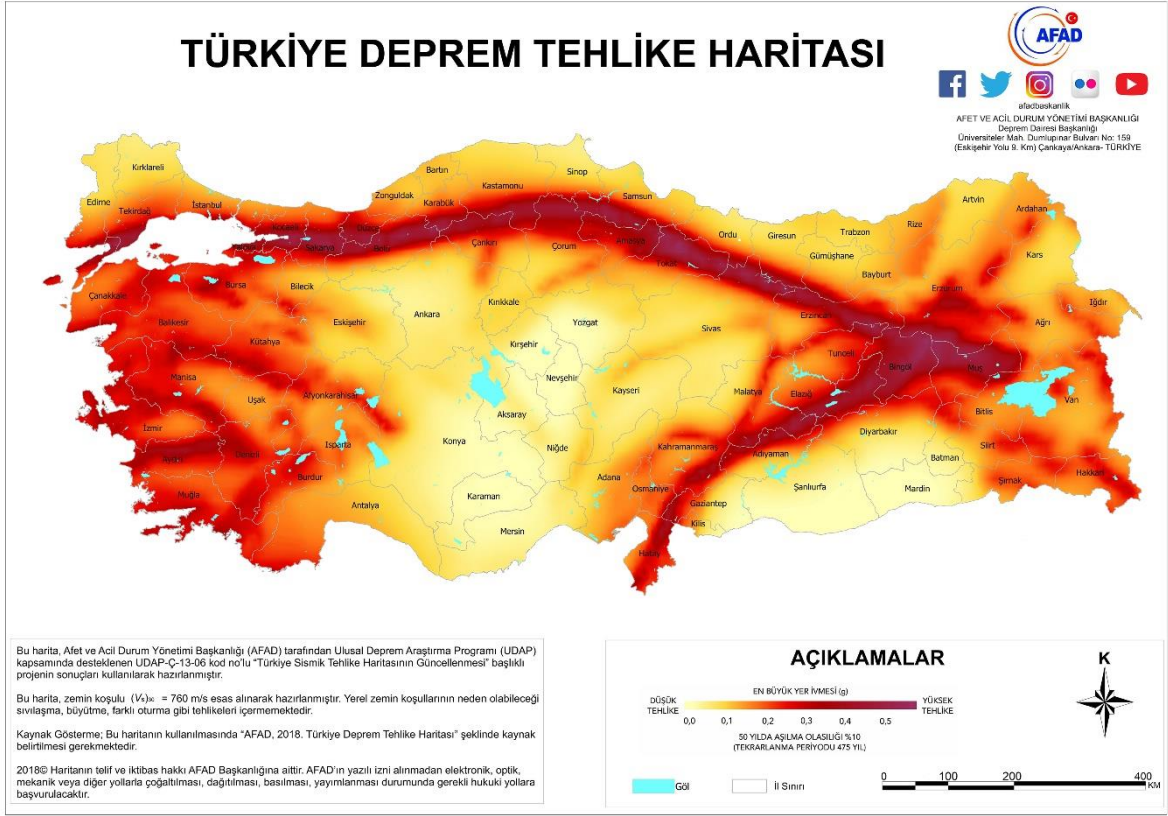 TÜRKİYE DEPREM TEHLİKE HARİTASI
AFAD
afadbaskanlik
AFET VE ACİL DURUM YÖNETİMİ BAŞKANLIĞI
Deprem Dairesi Başkanlığı
Üniversiteler Mah. Dumlupınar Bulvarı No: 159
(Eskişehir Yolu 9. Km) Çankaya/Ankara- TÜRKİYE
Kırklareli
Edirne
Tekirdağ
İstanbul
Kocaeli
Yalova
Sakarya
Düzce
Bolu
Zonguldak
Bartın
Karabük
Kastamonu
Sinop
Samsun
Çankırı
Çorum
Amasya
Tokat
Ordu
Giresun
Trabzon
Gümüşhane
Bayburt
Rize
Artvin
Ardahan
Kars
Iğdır
Ağrı
Erzurum
Erzincan
Çanakkale
Bursa
Bilecik
Balıkesir
Kütahya
Eskişehir
Ankara
Kırıkkale
Yozgat
Kırşehir
Sivas
Tunceli
Bingöl
Muş
Manisa
Uşak
Afyonkarahisar
Nevşehir
Kayseri
Malatya
Elazığ
Bitlis
Van
İzmir
Aydın
Denizli
Isparta
Burdur
Konya
Aksaray
Niğde
Kahramanmaraş
Adıyaman
Diyarbakır
Batman
Siirt
Hakkari
Şırnak
Muğla
Antalya
Karaman
Mersin
Adana
Osmaniye
Gaziantep
Kilis
Şanlıurfa
Mardin
Hatay
Bu harita, Afet ve Acil Durum Yönetimi Başkanlığı (AFAD) tarafından Ulusal Deprem Araştırma Programı (UDAP)
kapsamında desteklenen UDAP-Ç-13-06 kod no'lu "Türkiye Sismik Tehlike Haritasının Güncellenmesi" başlıklı
projenin sonuçları kullanılarak hazırlanmıştır.
Bu harita, zemin koşulu (Vs)30 = 760 m/s esas alınarak hazırlanmıştır. Yerel zemin koşullarının neden olabileceği
sıvılaşma, büyütme, farklı oturma gibi tehlikeleri içermemektedir.
Kaynak Gösterme; Bu haritanın kullanılmasında "AFAD, 2018. Türkiye Deprem Tehlike Haritası" şeklinde kaynak
belirtilmesi gerekmektedir.
2018© Haritanın telif ve iktibas hakkı AFAD Başkanlığına aittir. AFAD'ın yazılı izni alınmadan elektronik, optik,
mekanik veya diğer yollarla çoğaltılması, dağıtılması, basılması, yayımlanması durumunda gerekli hukuki yollara
başvurulacaktır.
AÇIKLAMALAR
EN BÜYÜK YER İVMESİ (g)
DÜŞÜK
TEHLİKE
YÜKSEK
TEHLİKE
0,0 0,1 0,2 0,3 0,4 0,5
50 YILDA AŞILMA OLASILIĞI %10
(TEKRARLANMA PERİYODU 475 YIL)
Göl
İl Sınırı
K
0 100 200 400
KM